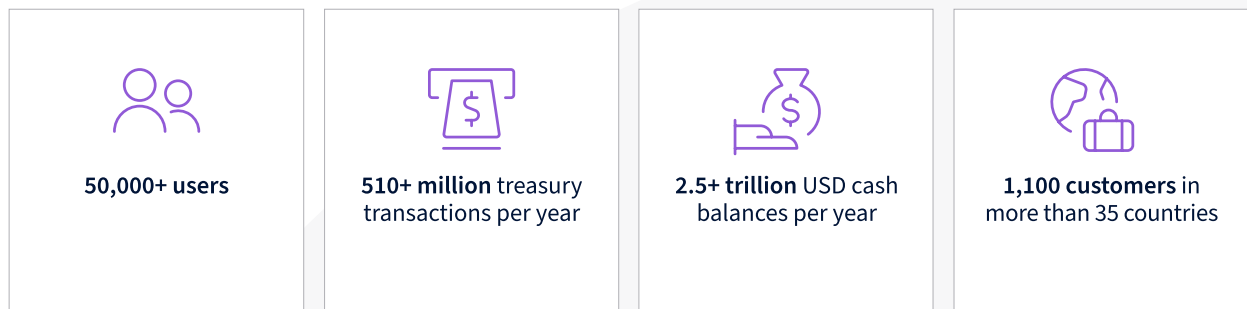 50,000+ users
510+ million treasury
transactions per year
2.5+ trillion USD cash
balances per year
1,100 customers in
more than 35 countries